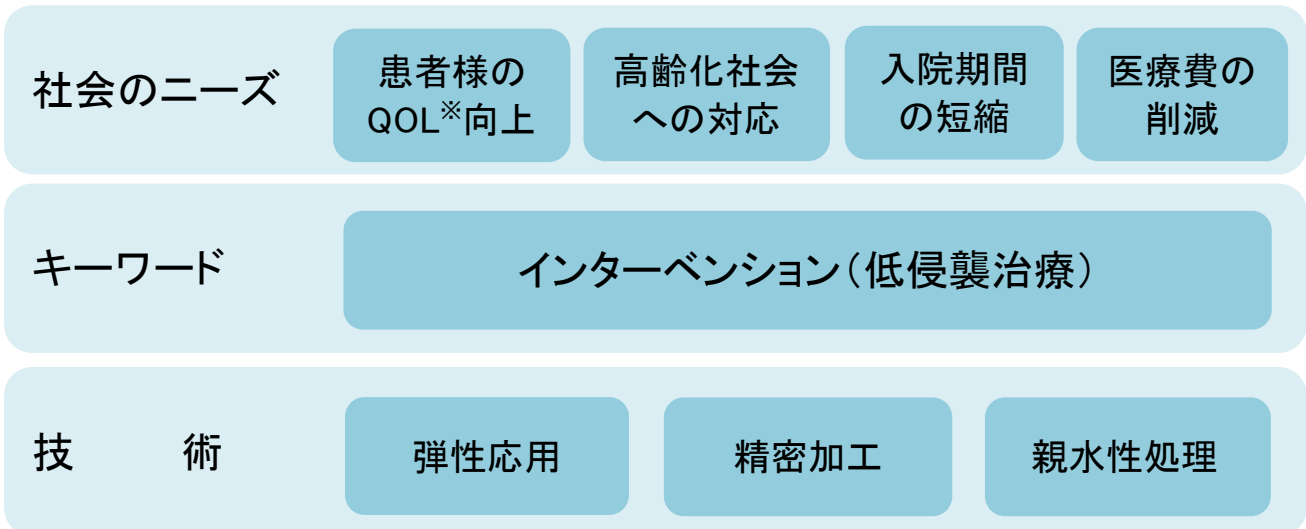 社会のニーズ
患者様の
QOL※向上
高齢化社会
への対応
入院期間
の短縮
医療費の
削減
キーワード
インターベンション（低侵襲治療）
技　　　術
弾性応用
精密加工
親水性処理